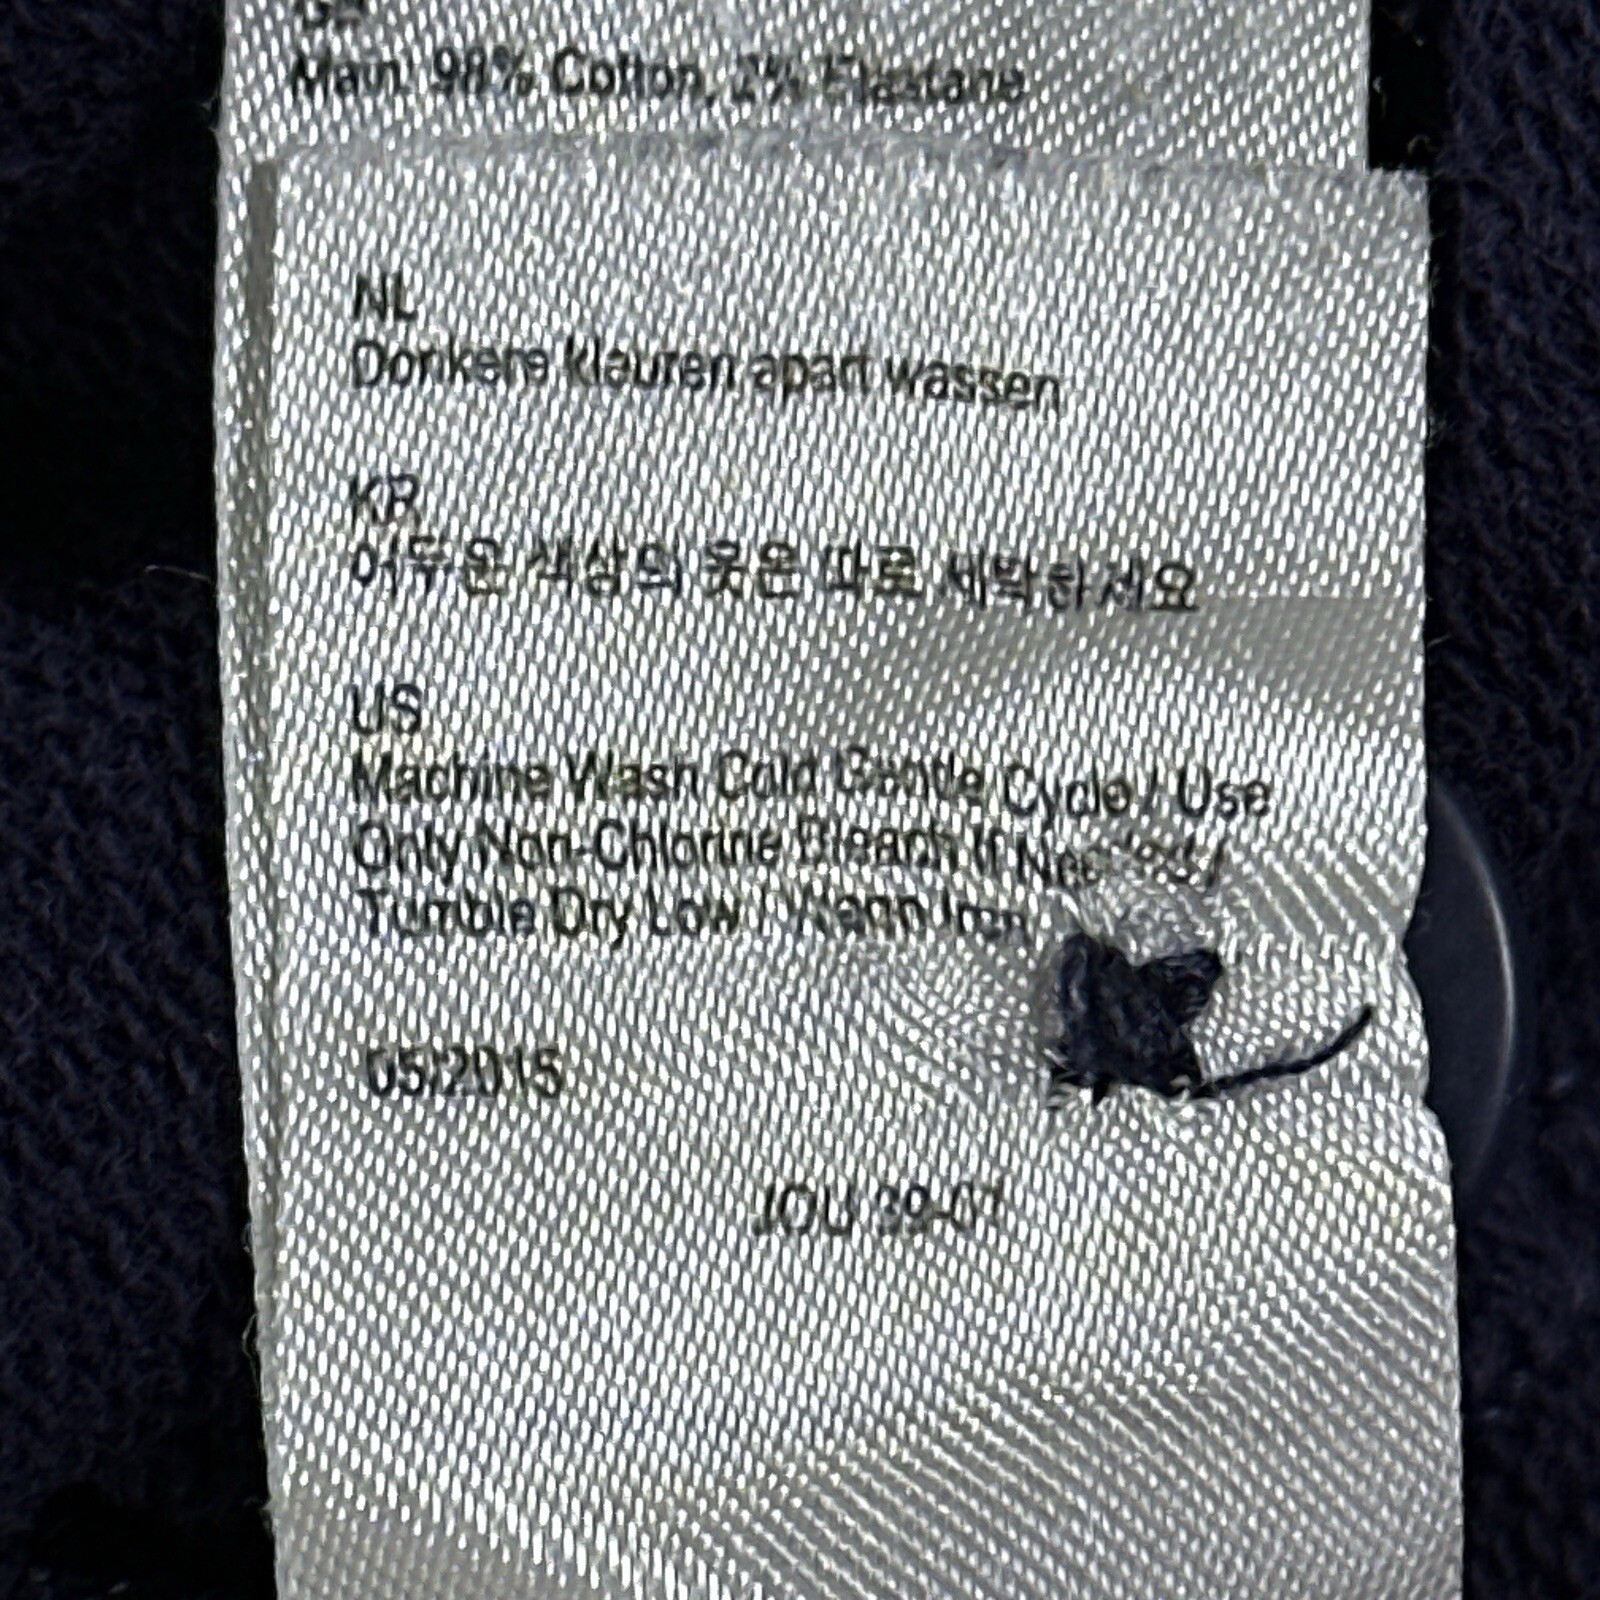 Main: 98% Cotton, 2% Elastane
NL
Donkere kleuren apart wassen
KR
어두운 색상의 옷은 따로 세탁하세요
US
Machine Wash Cold Gentle Cycle / Use
Only Non-Chlorine Bleach If Needed /
Tumble Dry Low / Warm Iron
05/2015
JOU 39-07